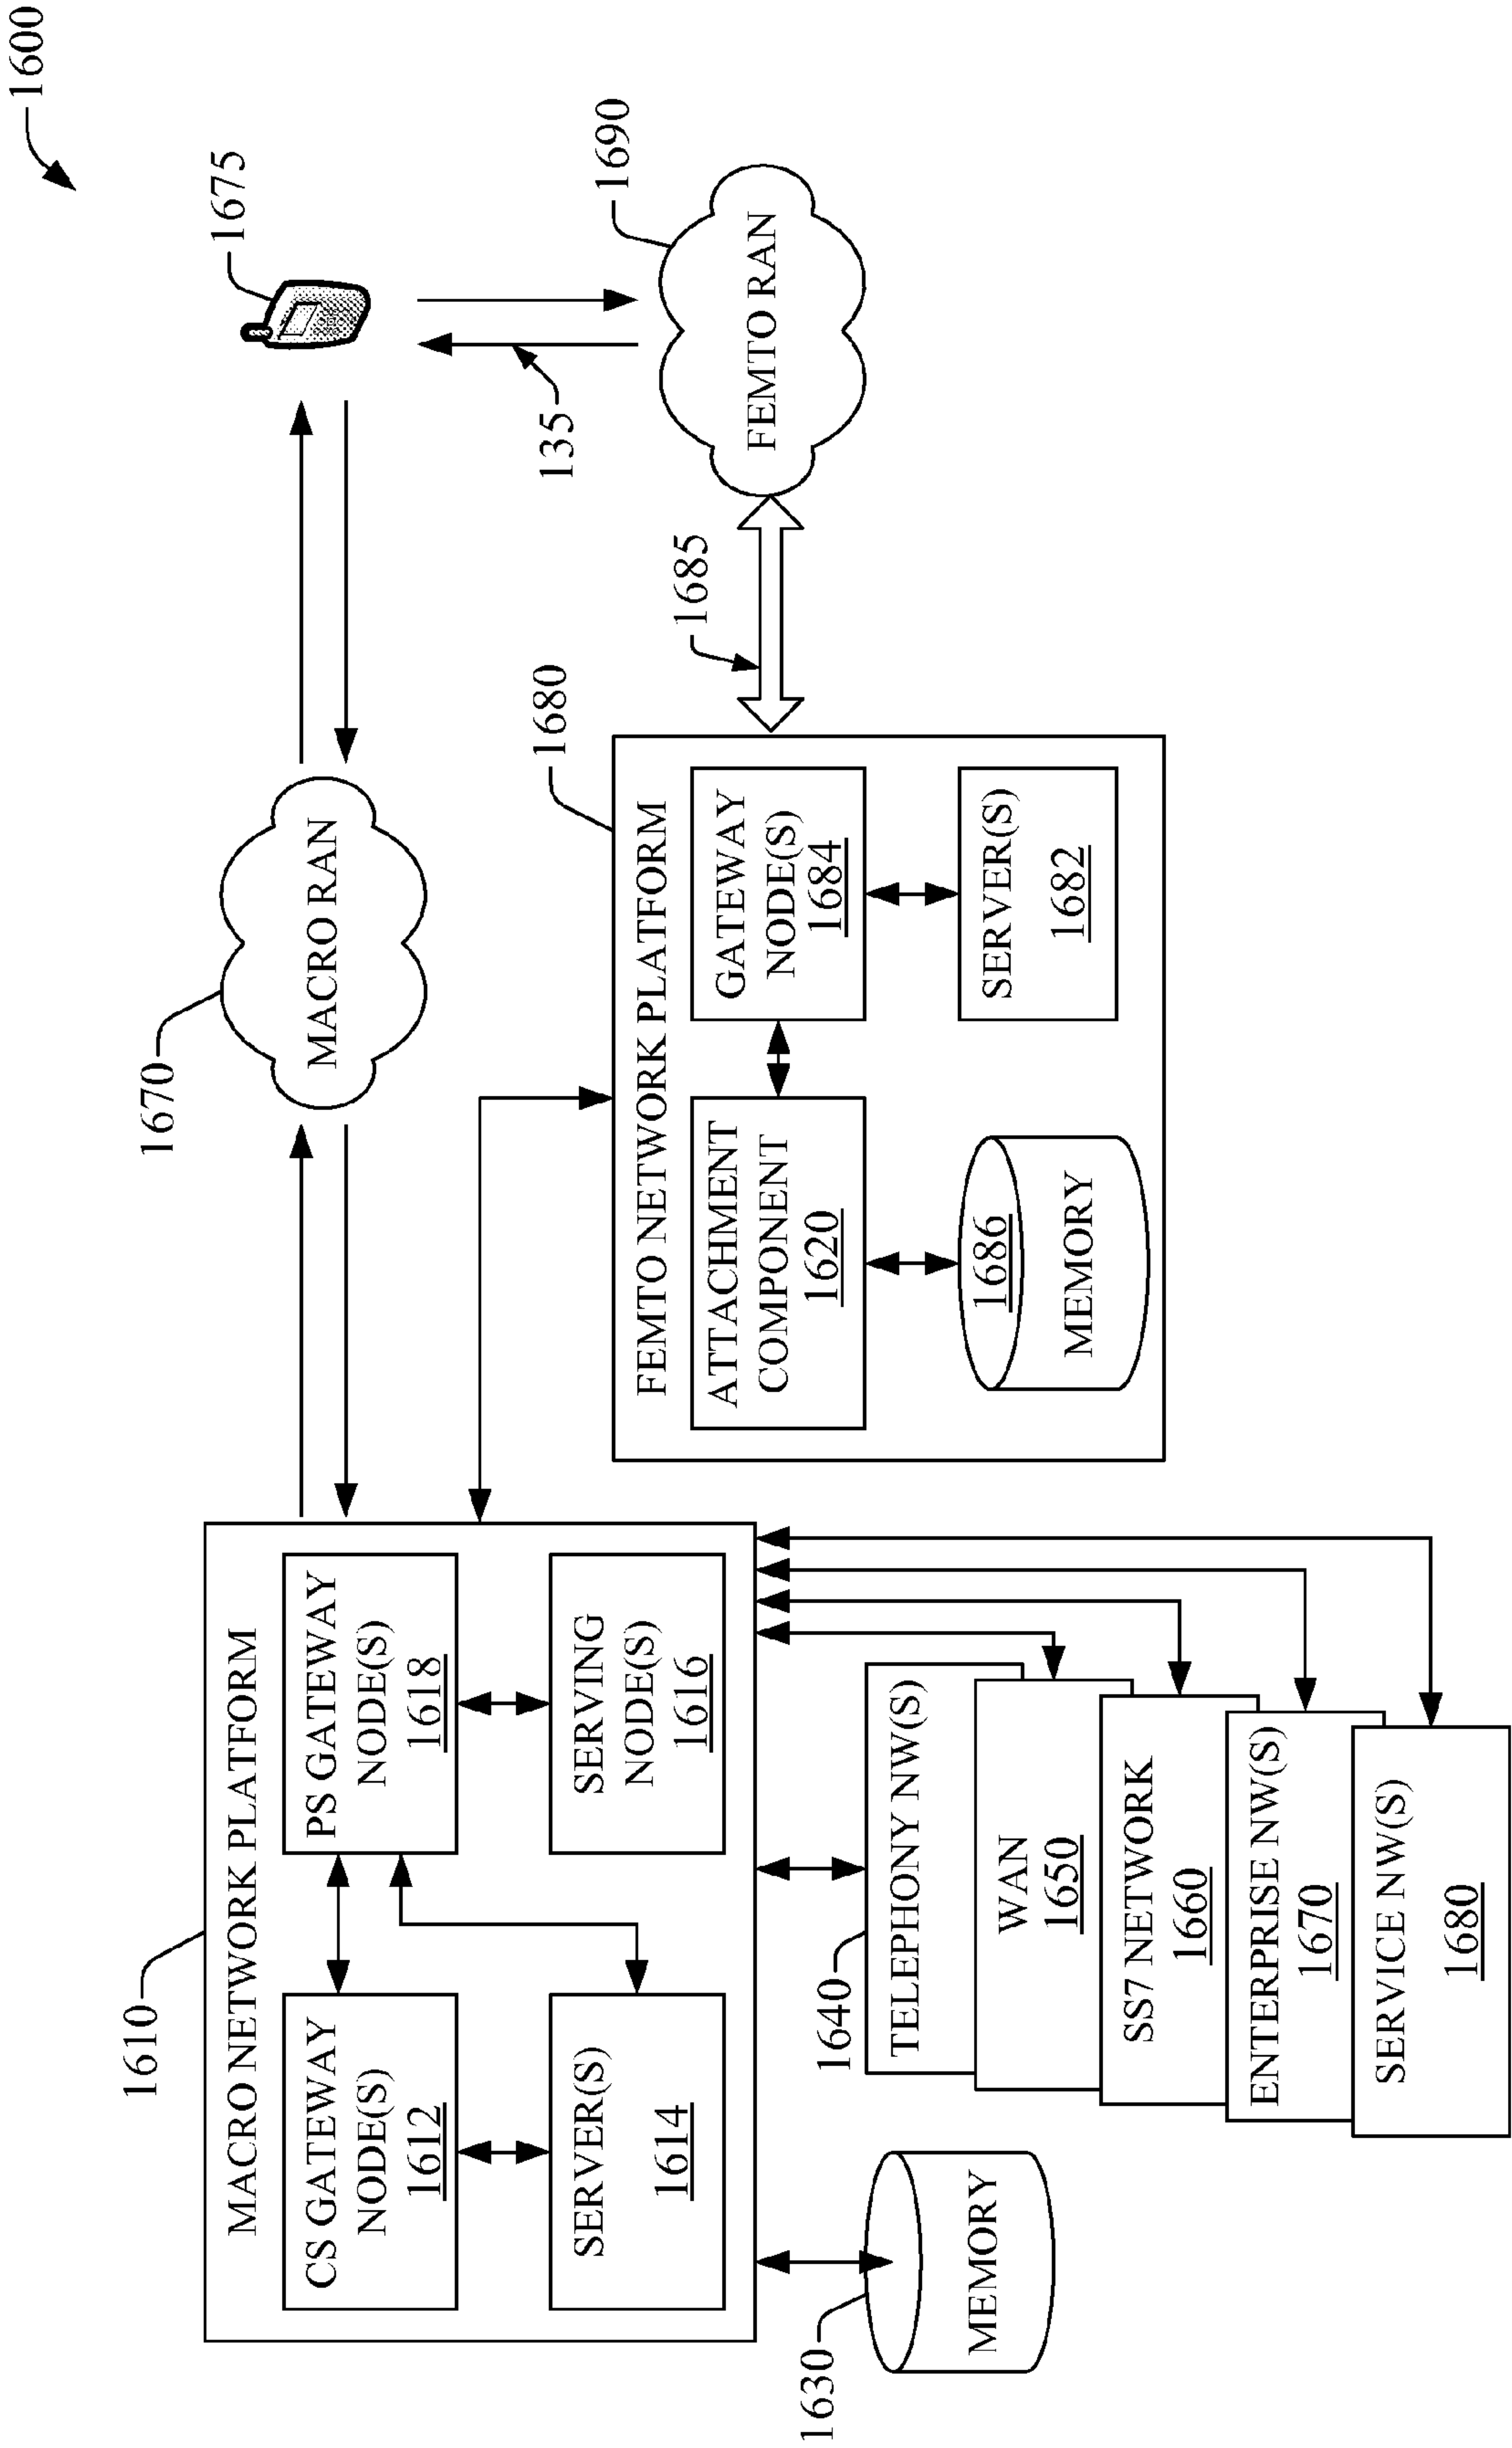 1600
1675
1670
MACRO RAN
135
1690
FEMTO RAN
1685
1610
MACRO NETWORK PLATFORM
CS GATEWAY
NODE(S)
1612
PS GATEWAY
NODE(S)
1618
SERVER(S)
1614
SERVING
NODE(S)
1616
1680
FEMTO NETWORK PLATFORM
ATTACHMENT
COMPONENT
1620
GATEWAY
NODE(S)
1684
1686
MEMORY
SERVER(S)
1682
1630
MEMORY
1640
TELEPHONY NW(S)
WAN
1650
SS7 NETWORK
1660
ENTERPRISE NW(S)
1670
SERVICE NW(S)
1680